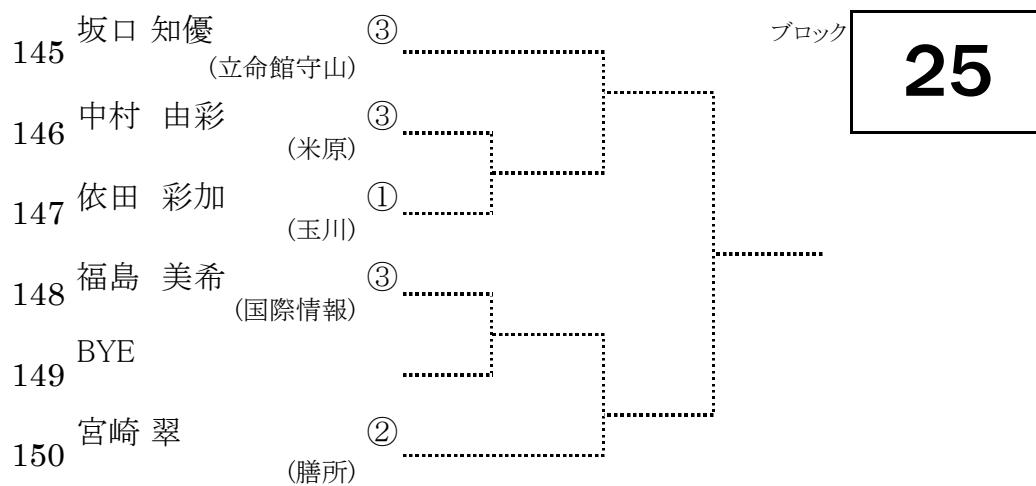 ブロック
25
145 坂口 知優 ③
(立命館守山)
146 中村 由彩 ③
(米原)
147 依田 彩加 ①
(玉川)
148 福島 美希 ③
(国際情報)
149 BYE
150 宮崎 翠 ②
(膳所)